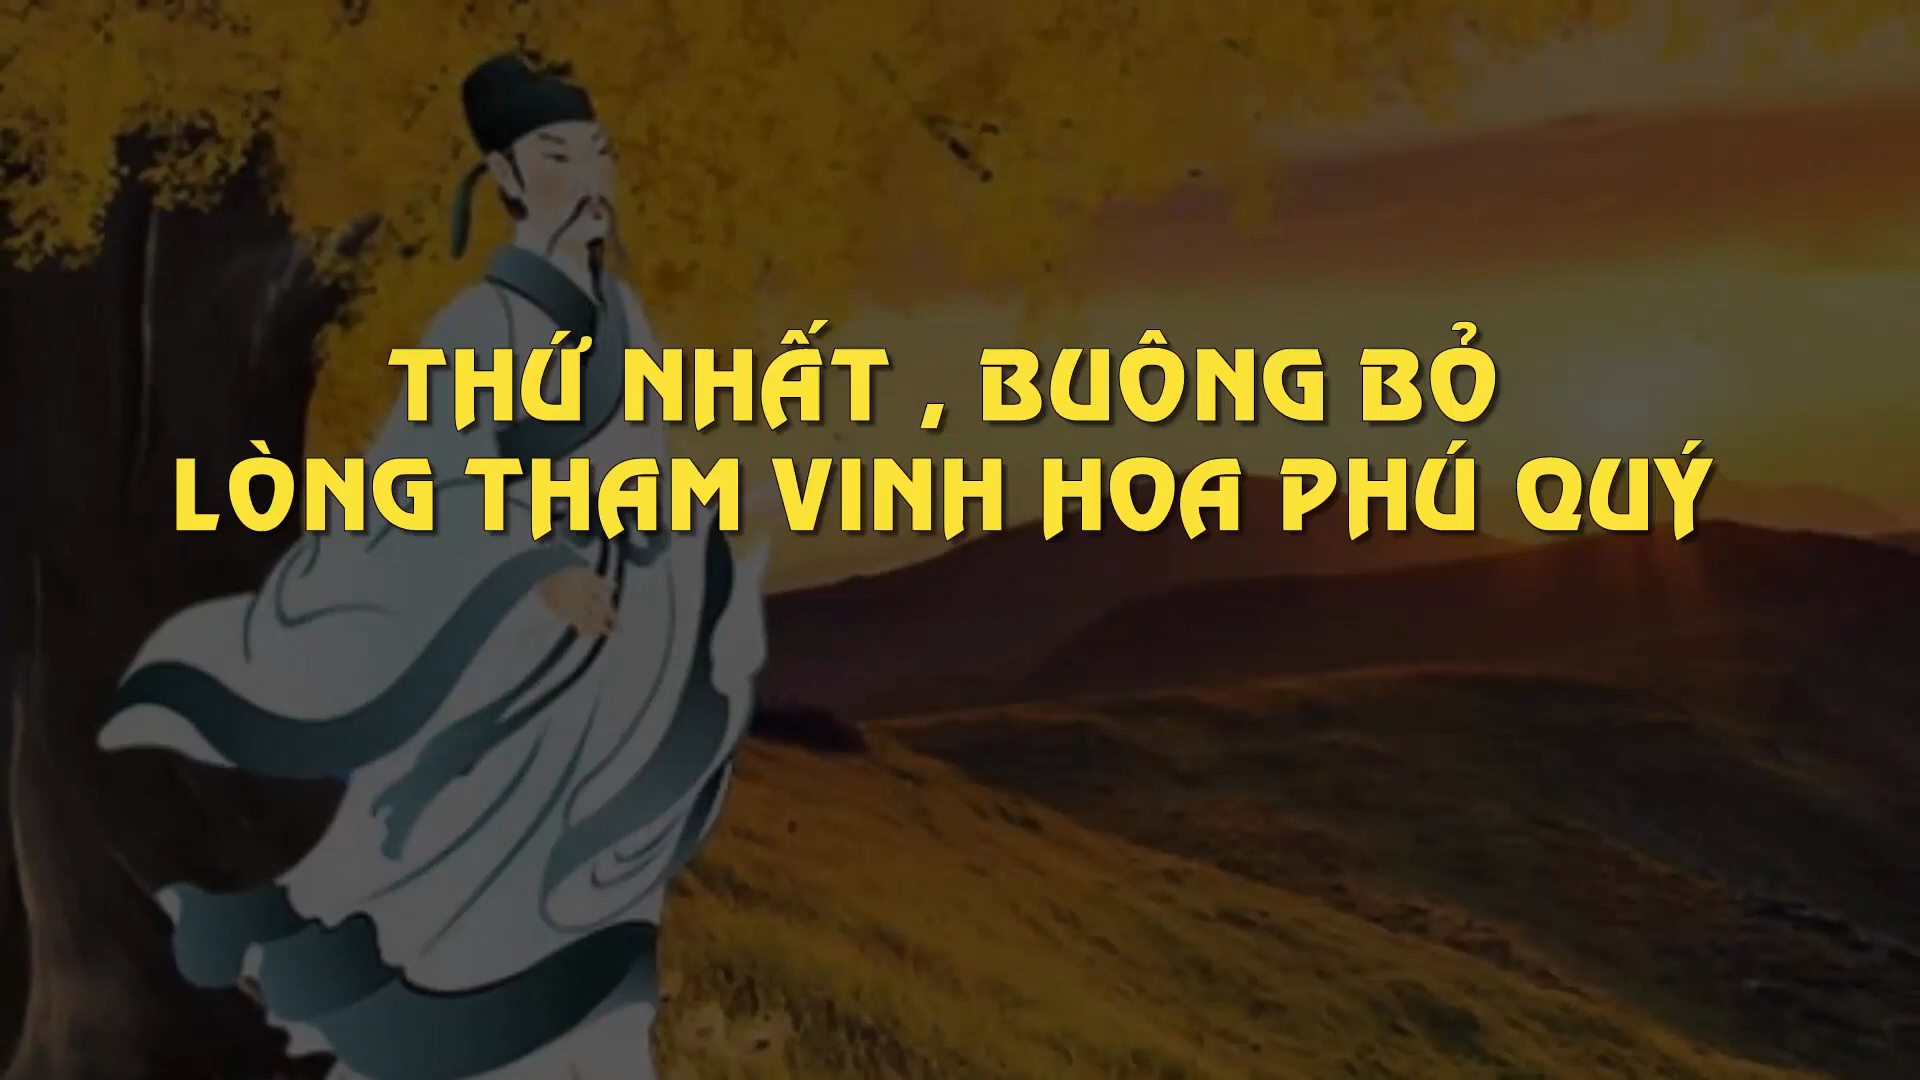 THỨ NHẤT , BUÔNG BỎ
LÒNG THAM VINH HOA PHÚ QUÝ